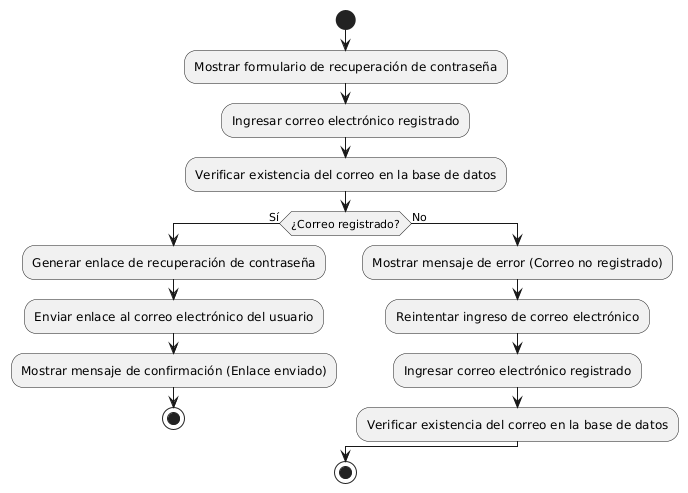 Mostrar formulario de recuperación de contraseña
Ingresar correo electrónico registrado
Verificar existencia del correo en la base de datos
¿Correo registrado?
Sí
Generar enlace de recuperación de contraseña
Enviar enlace al correo electrónico del usuario
Mostrar mensaje de confirmación (Enlace enviado)
No
Mostrar mensaje de error (Correo no registrado)
Reintentar ingreso de correo electrónico
Ingresar correo electrónico registrado
Verificar existencia del correo en la base de datos